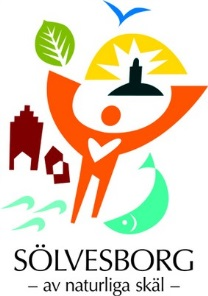 SÖLVESBORG
– av naturliga skäl –